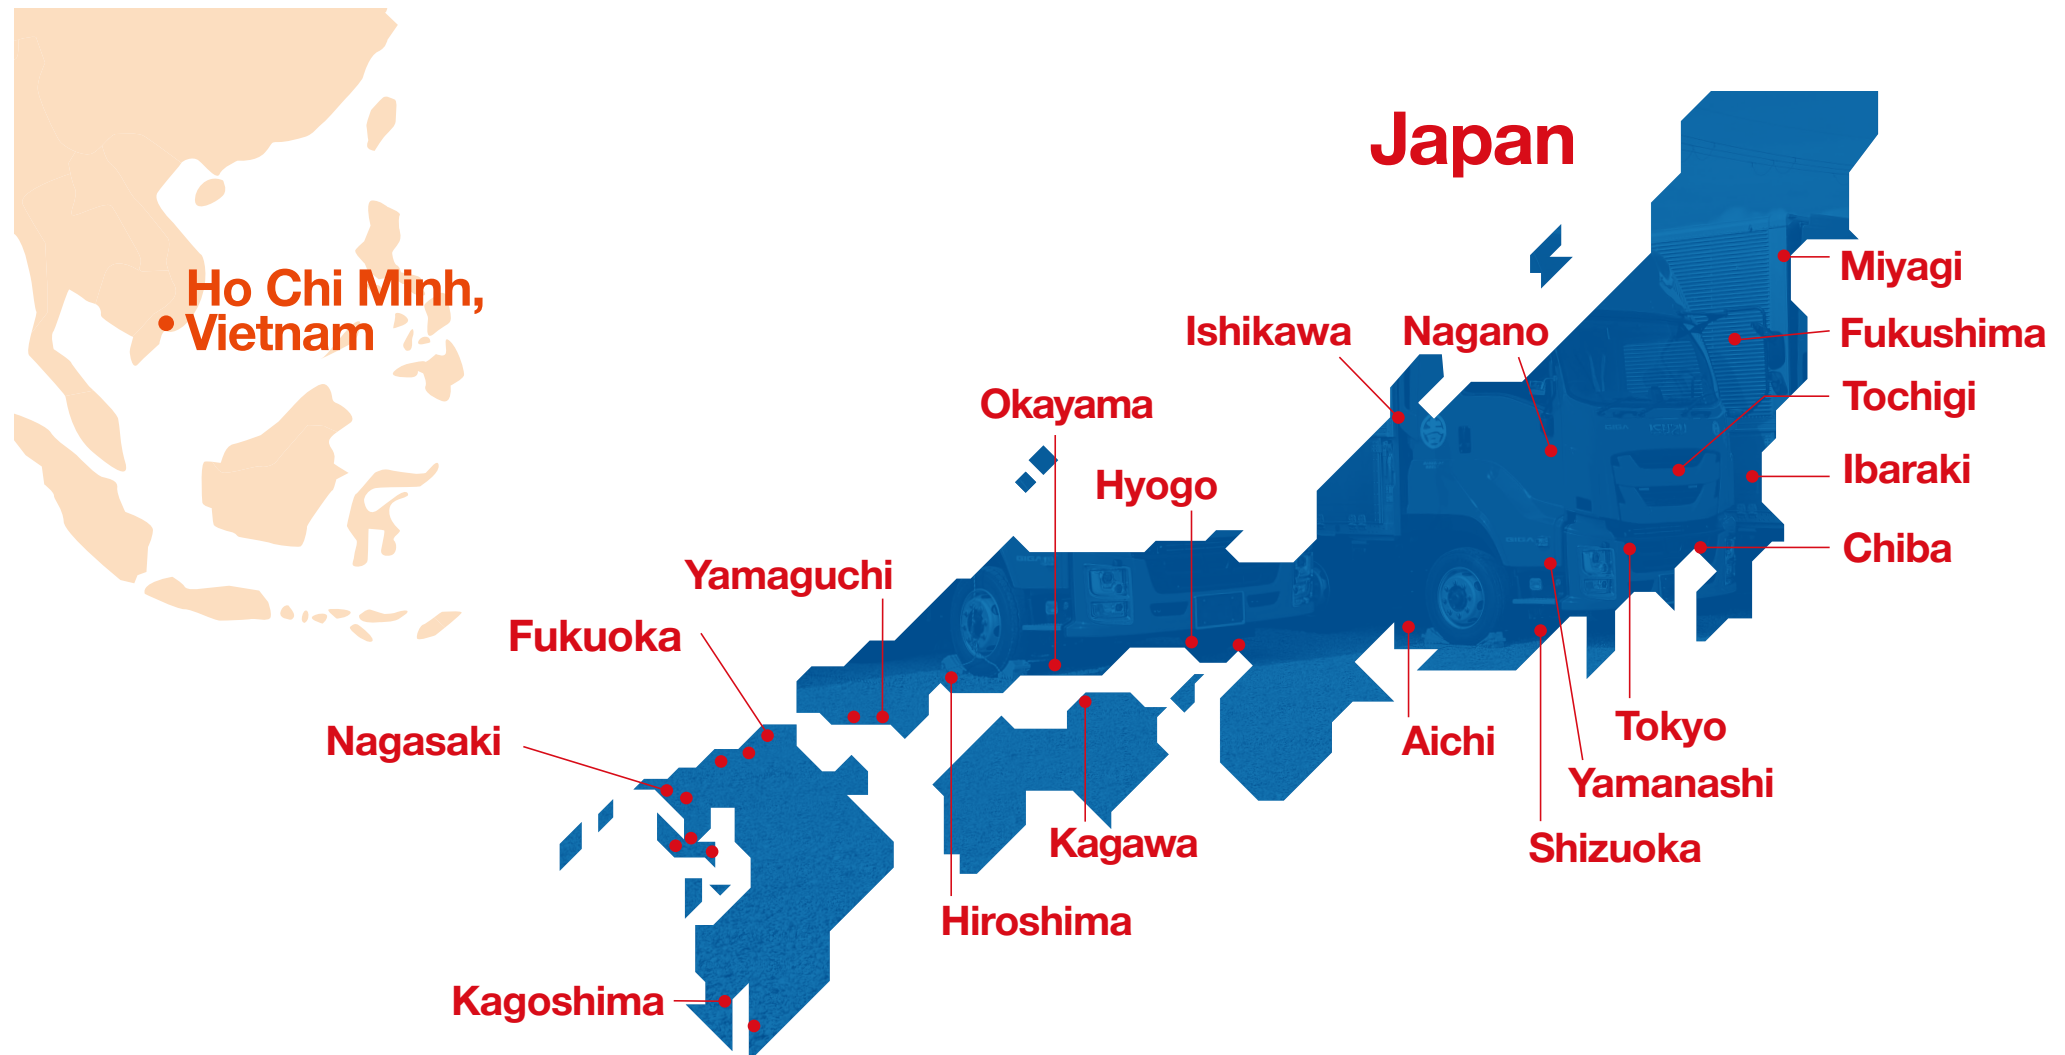 Japan
Ho Chi Minh,
Vietnam
Miyagi
Fukushima
Tochigi
Ibaraki
Chiba
Ishikawa
Nagano
Okayama
Hyogo
Yamaguchi
Fukuoka
Nagasaki
Aichi
Tokyo
Yamanashi
Shizuoka
Kagawa
Hiroshima
Kagoshima